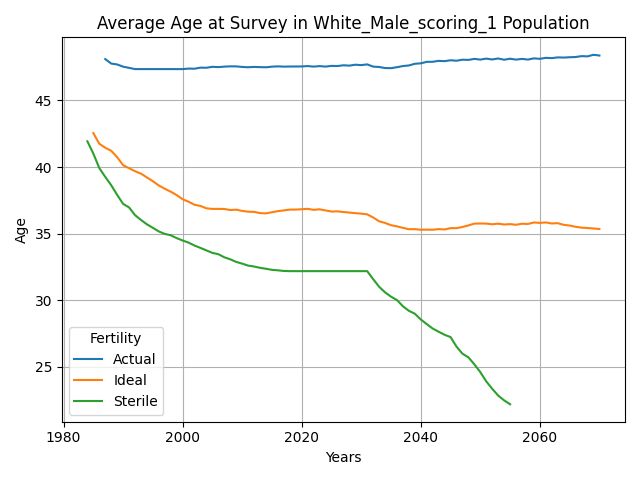 Average Age at Survey in White_Male_scoring_1 Population
Age
45
40
35
30
25
Fertility
Actual
Ideal
Sterile
1980
2000
2020
2040
2060
Years